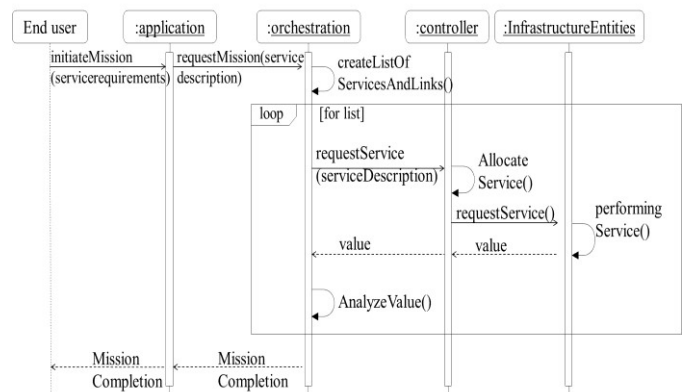 End user
:application
:orchestration
:controller
:InfrastructureEntities
initiateMission
(servicerequirements)
requestMission(service
description)
createListOf
ServicesAndLinks()
loop
[for list]
requestService
(serviceDescription)
Allocate
Service()
requestService()
performing
Service()
value
value
AnalyzeValue()
Mission
Completion
Mission
Completion